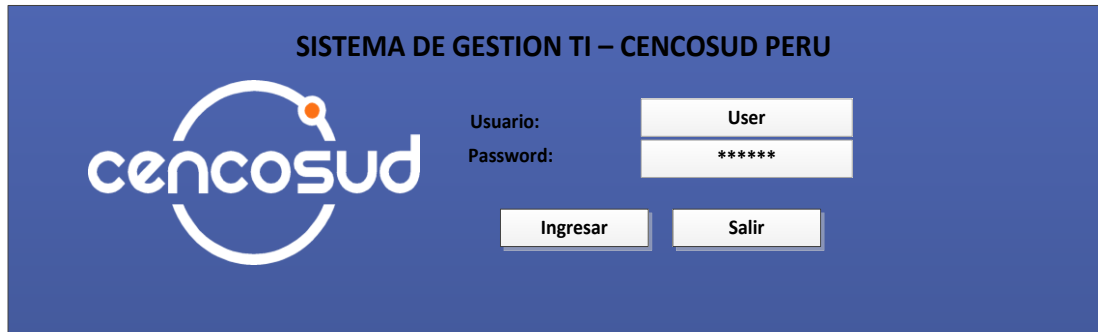 SISTEMA DE GESTION TI – CENCOSUD PERU
cencosud
Usuario: User
Password: ******
Ingresar Salir